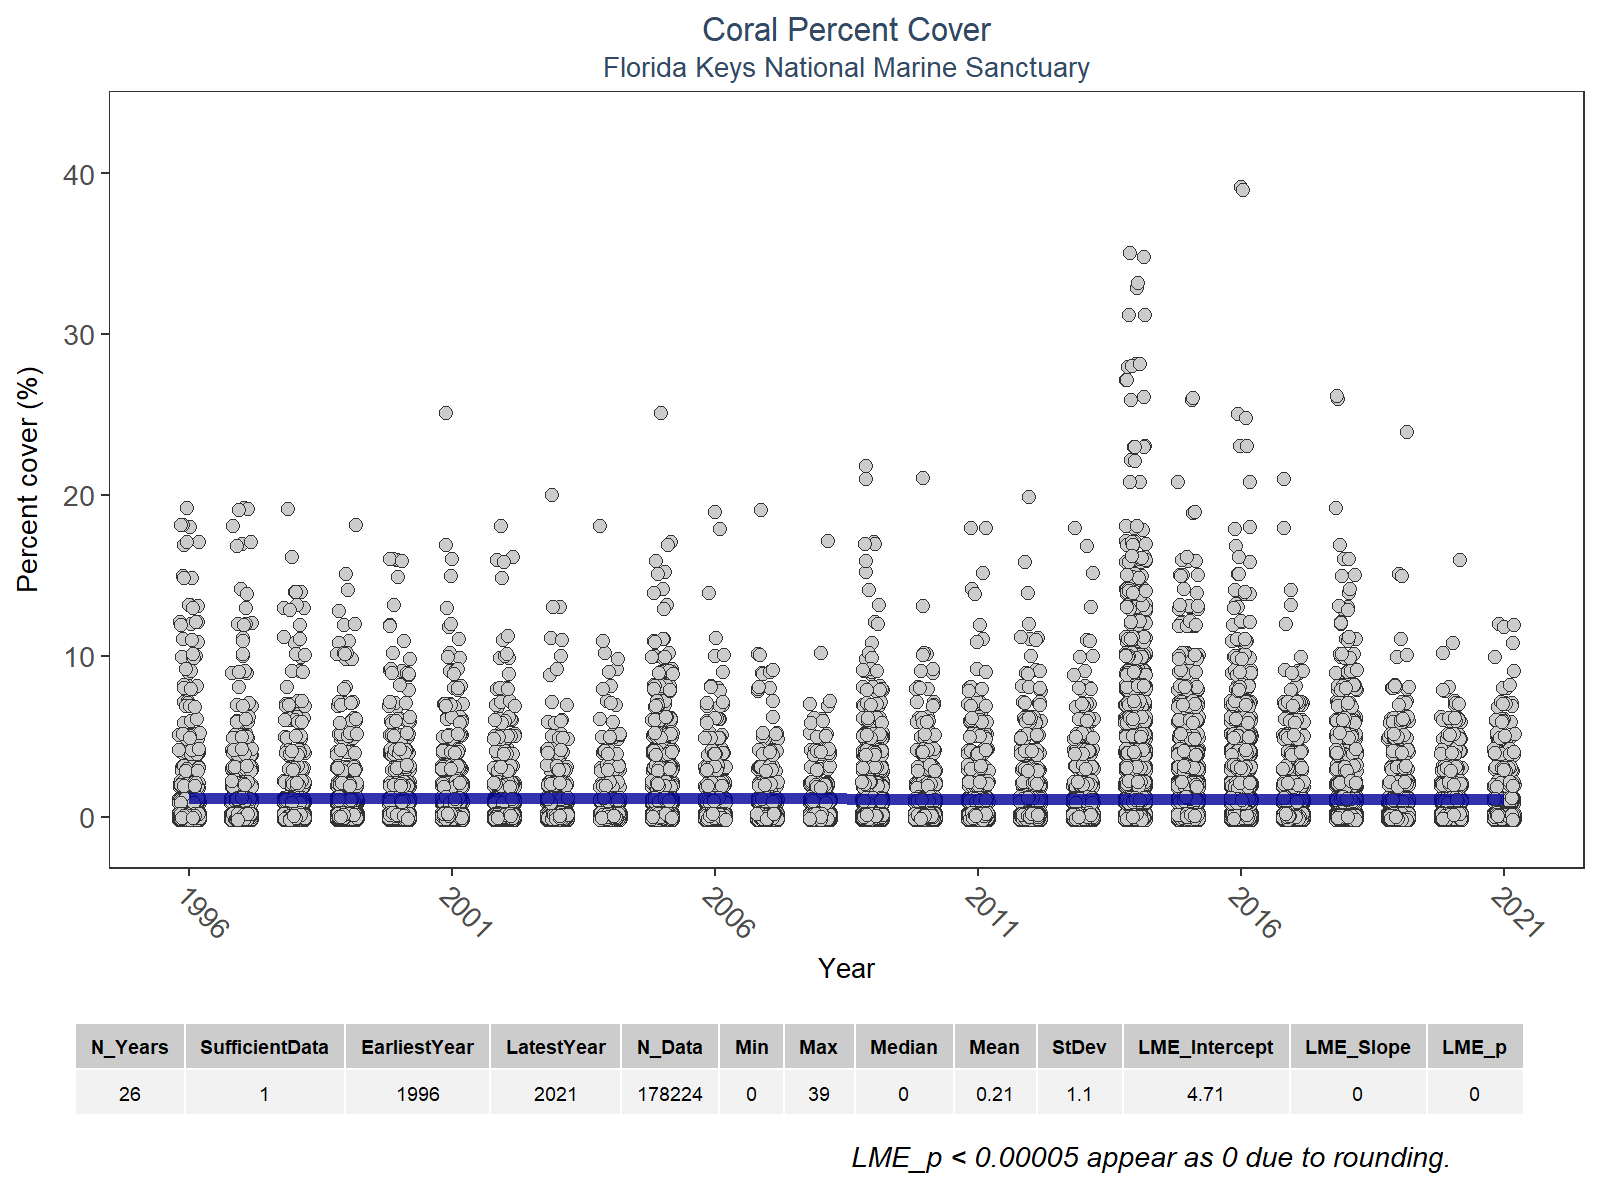 Coral Percent Cover
Florida Keys National Marine Sanctuary
Percent cover (%)
40
30
20
10
0
1996 2001 2006 2011 2016 2021
Year
N_Years SufficientData EarliestYear LatestYear N_Data Min Max Median Mean StDev LME_Intercept LME_Slope LME_p
26 1 1996 2021 178224 0 39 0 0.21 1.1 4.71 0 0
LME_p < 0.00005 appear as 0 due to rounding.